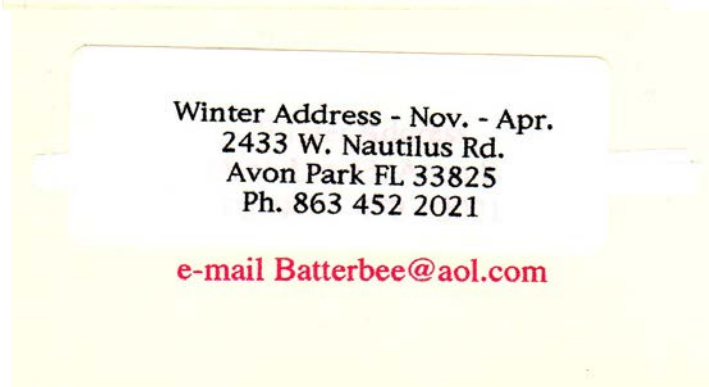 Winter Address - Nov. - Apr.
2433 W. Nautilus Rd.
Avon Park FL 33825
Ph. 863 452 2021
e-mail Batterbee@aol.com